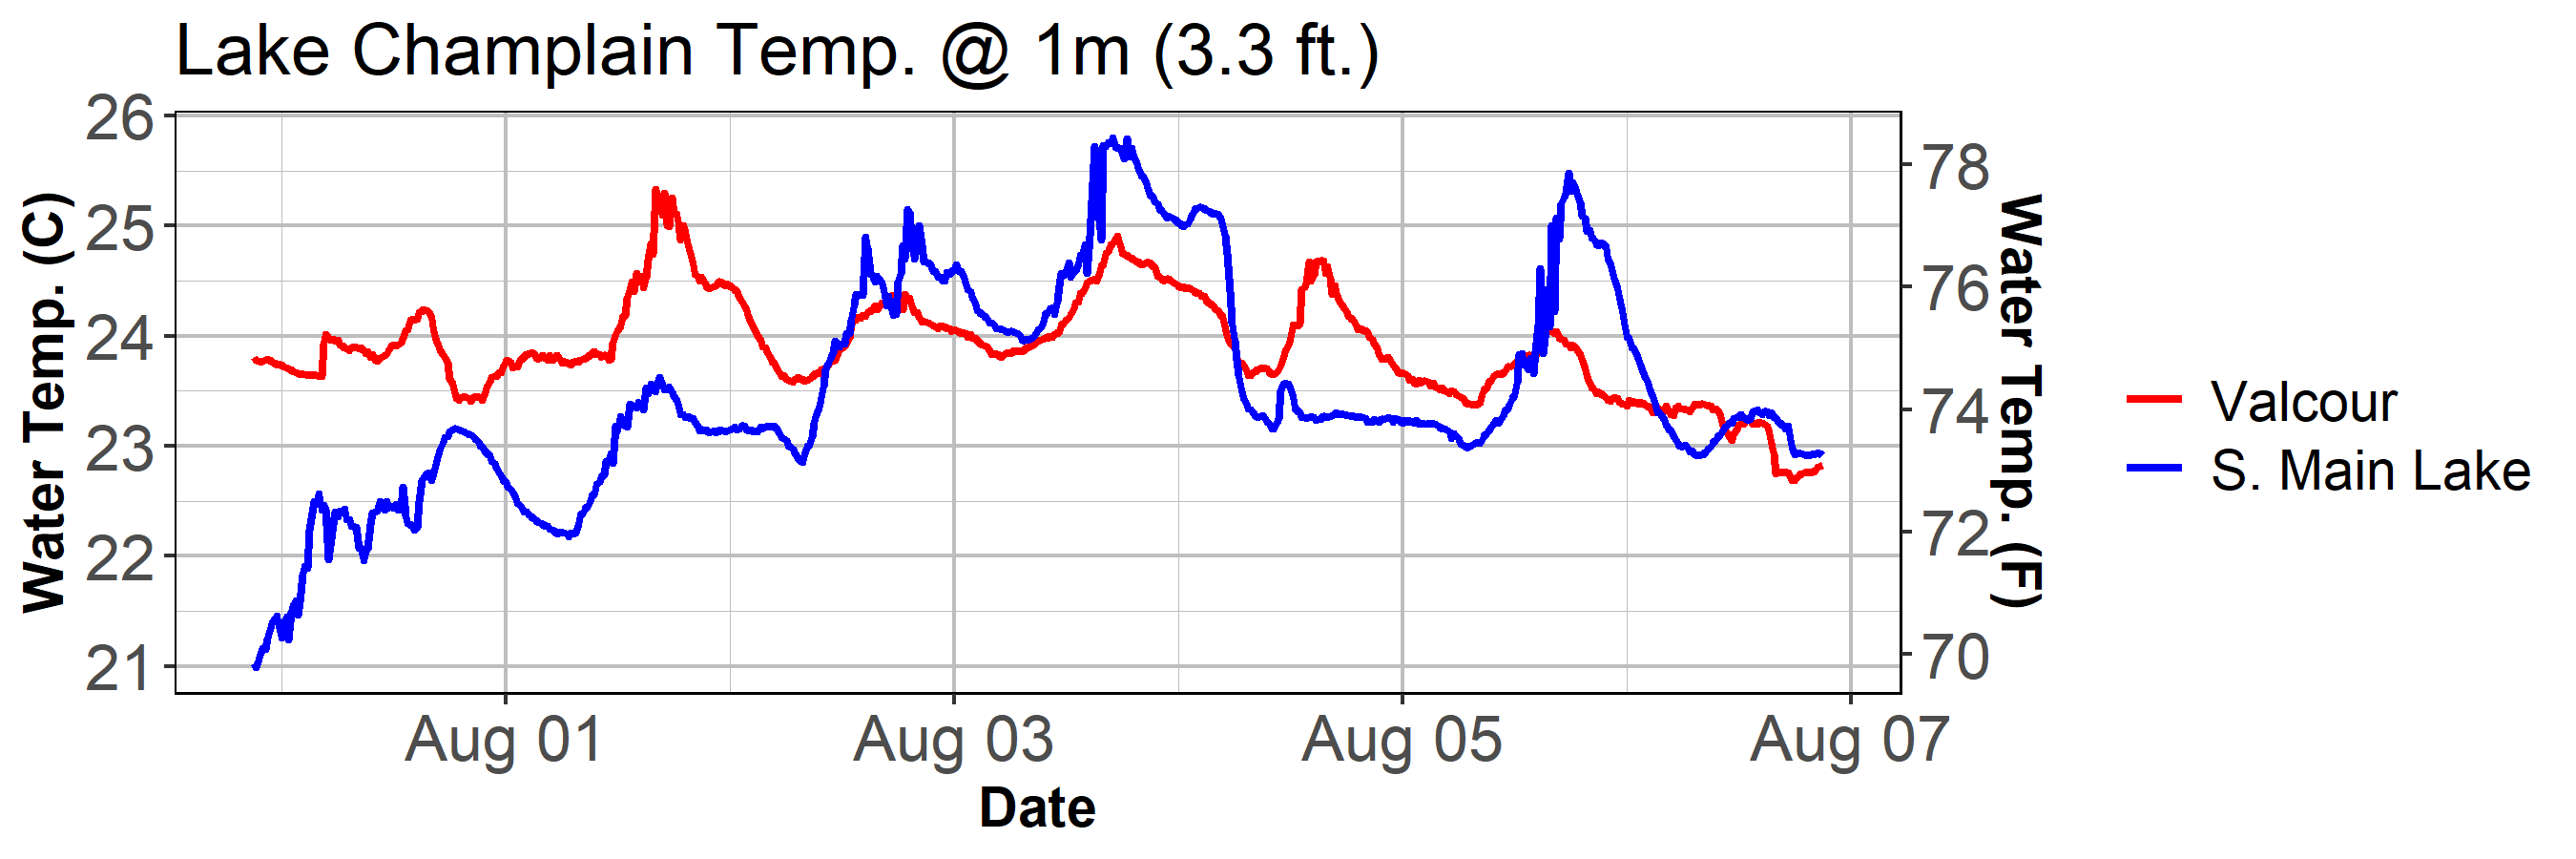 Lake Champlain Temp. @ 1m (3.3 ft.)
Water Temp. (C)
26
25
24
23
22
21
78
76
74
72
70
Water Temp. (F)
Aug 01
Aug 03
Aug 05
Aug 07
Date
Valcour
S. Main Lake